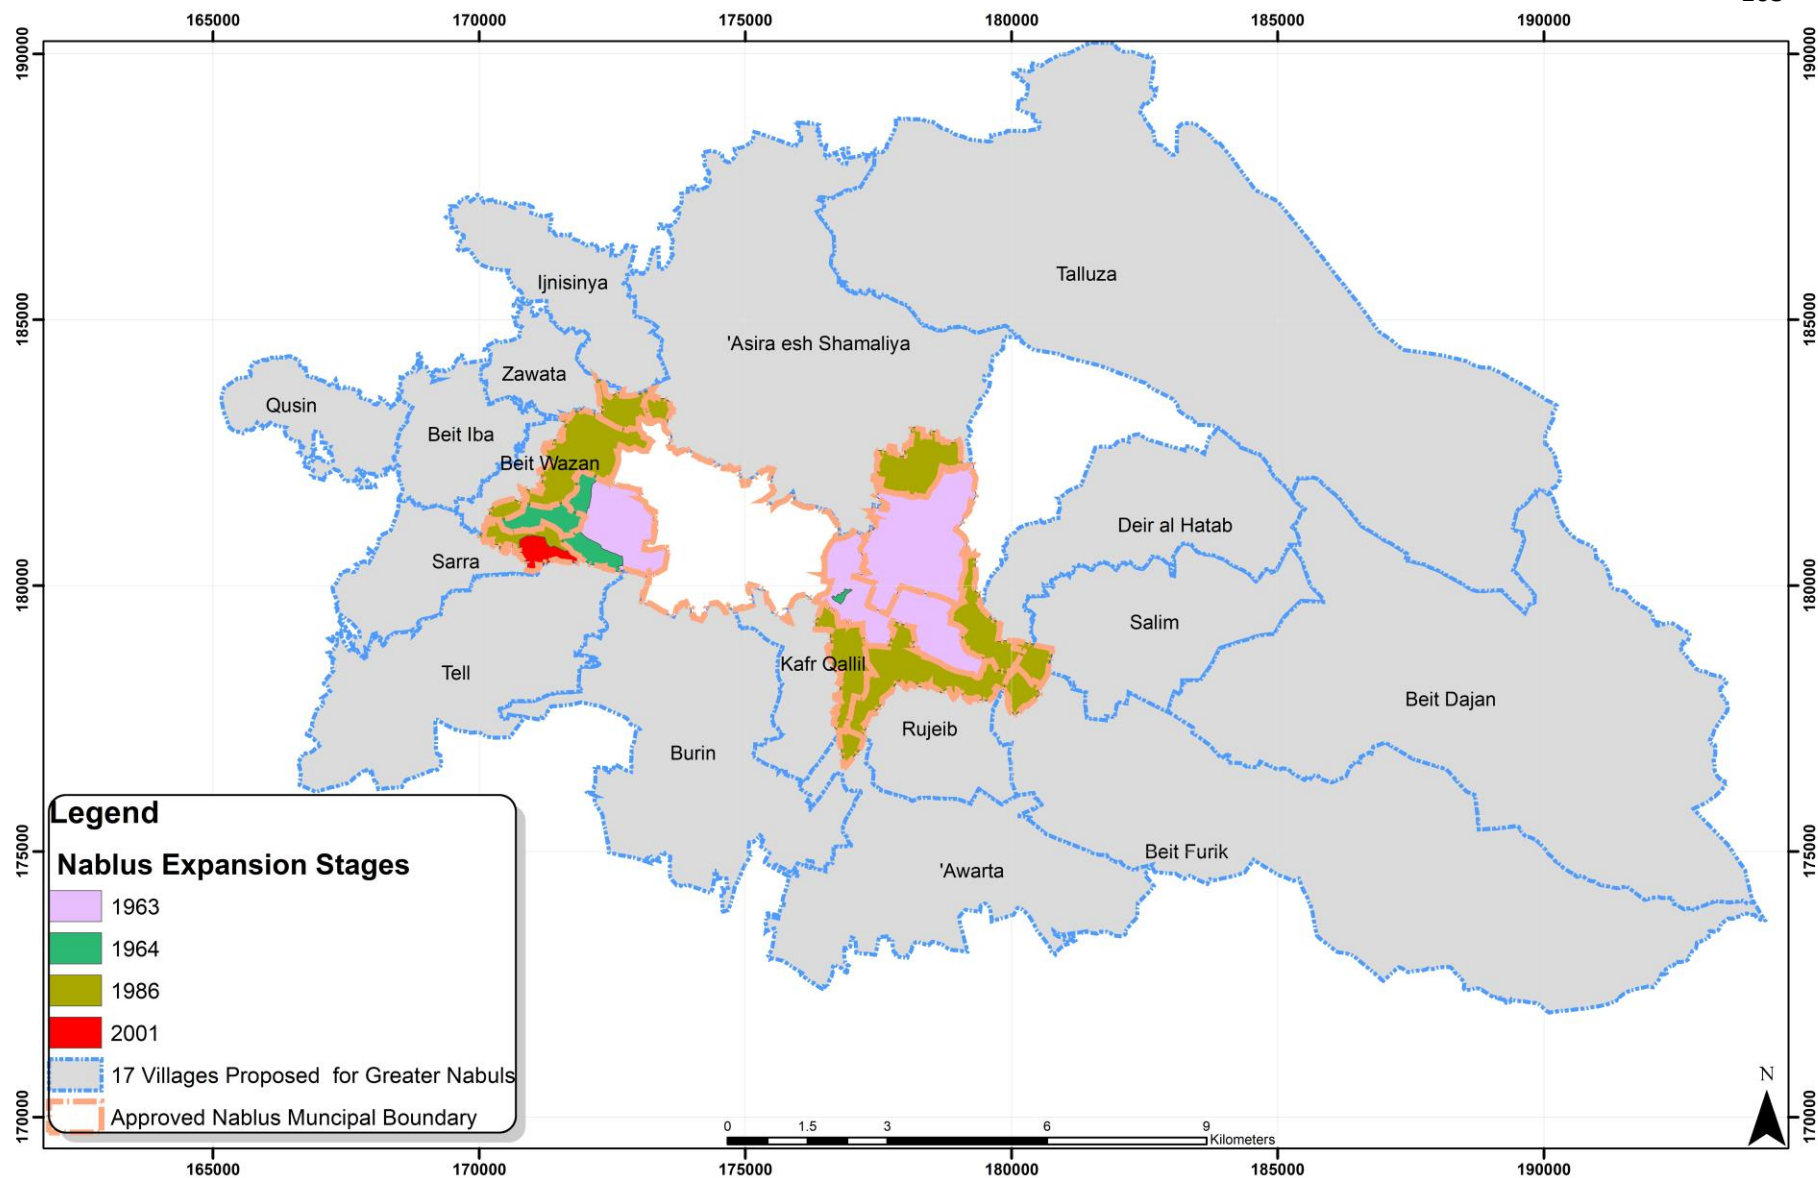 165000 170000 175000 180000 185000 190000
190000 190000
Ijnisinya
Talluza
185000 185000
'Asira esh Shamaliya
Zawata
Qusin
Beit Iba
Beit Wazan
Deir al Hatab
Sarra
180000 180000
Salim
Kafr Qallil
Tell
Beit Dajan
Rujeib
Burin
Legend
175000 175000
Beit Furik
Nablus Expansion Stages
'Awarta
1963
1964
1986
2001
17 Villages Proposed for Greater Nabuls
N
Approved Nablus Muncipal Boundary
170000 170000
0 1.5 3 6 9
Kilometers
165000 170000 175000 180000 185000 190000